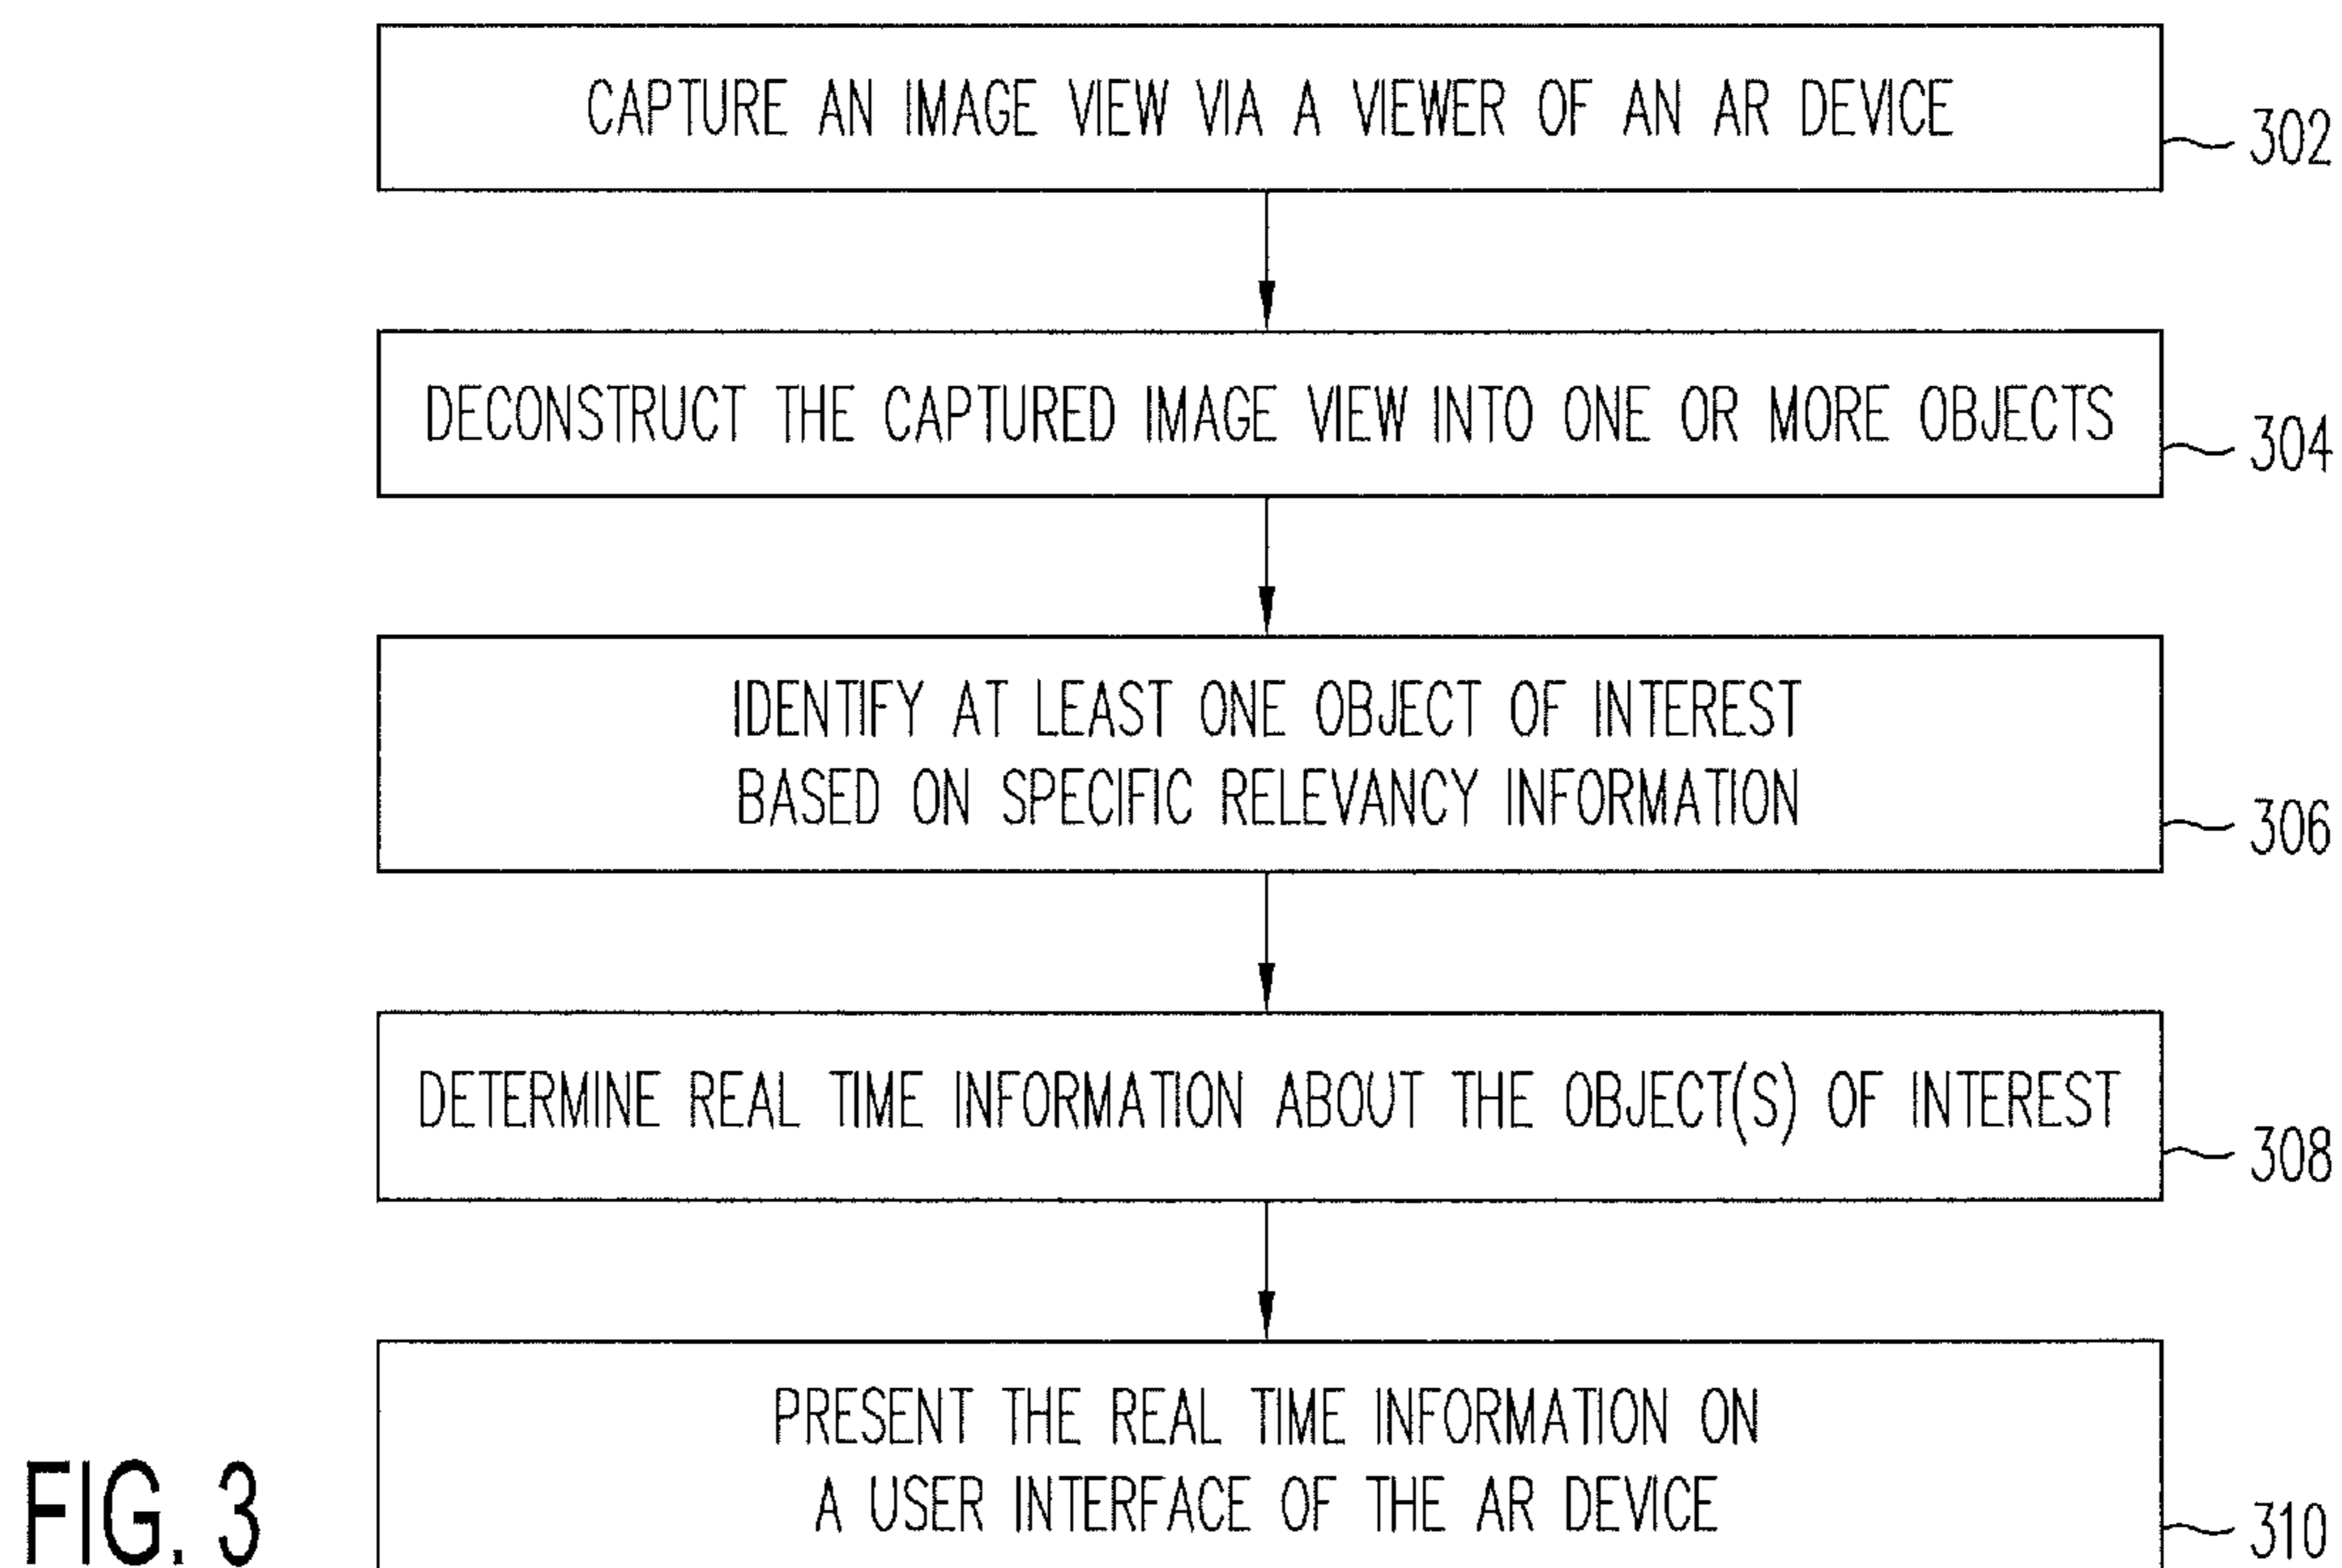 CAPTURE AN IMAGE VIEW VIA A VIEWER OF AN AR DEVICE
302
DECONSTRUCT THE CAPTURED IMAGE VIEW INTO ONE OR MORE OBJECTS
304
IDENTIFY AT LEAST ONE OBJECT OF INTEREST
BASED ON SPECIFIC RELEVANCY INFORMATION
306
DETERMINE REAL TIME INFORMATION ABOUT THE OBJECT(S) OF INTEREST
308
PRESENT THE REAL TIME INFORMATION ON
A USER INTERFACE OF THE AR DEVICE
310
FIG. 3